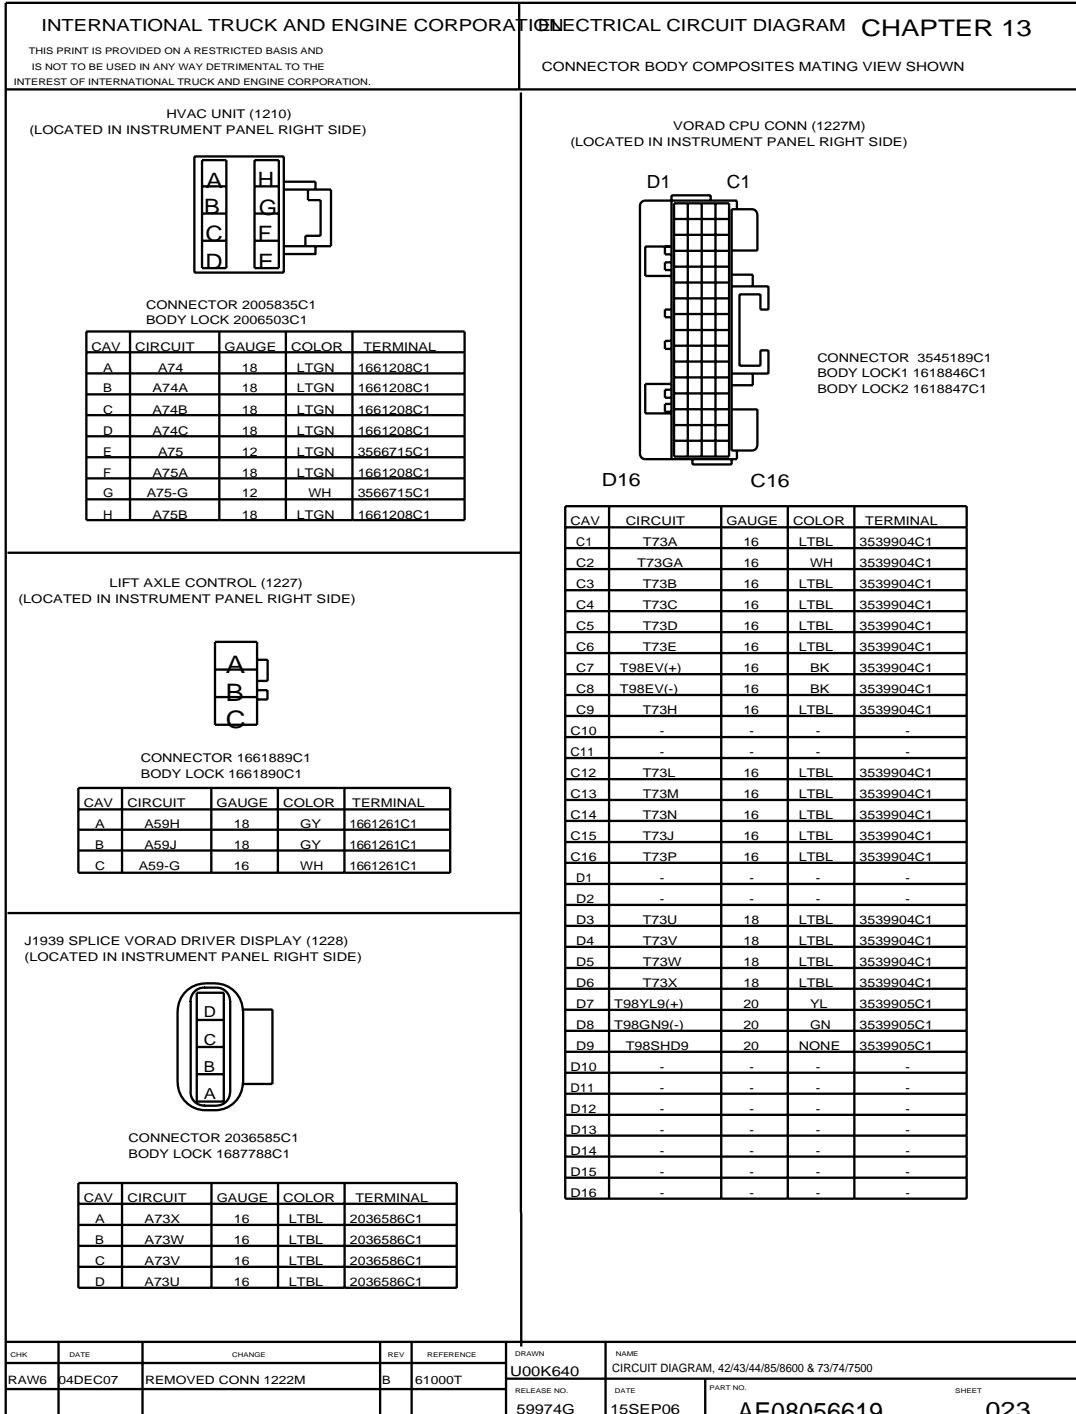 INTERNATIONAL TRUCK AND ENGINE CORPORATION
THIS PRINT IS PROVIDED ON A RESTRICTED BASIS AND
IS NOT TO BE USED IN ANY WAY DETRIMENTAL TO THE
INTEREST OF INTERNATIONAL TRUCK AND ENGINE CORPORATION.
ELECTRICAL CIRCUIT DIAGRAM CHAPTER 13
CONNECTOR BODY COMPOSITES MATING VIEW SHOWN
HVAC UNIT (1210)
(LOCATED IN INSTRUMENT PANEL RIGHT SIDE)
A H
B G
C F
D E
CONNECTOR 2005835C1
BODY LOCK 2006503C1
CAV CIRCUIT GAUGE COLOR TERMINAL
A A74 18 LTGN 1661208C1
B A74A 18 LTGN 1661208C1
C A74B 18 LTGN 1661208C1
D A74C 18 LTGN 1661208C1
E A75 12 LTGN 3566715C1
F A75A 18 LTGN 1661208C1
G A75-G 12 WH 3566715C1
H A75B 18 LTGN 1661208C1
LIFT AXLE CONTROL (1227)
(LOCATED IN INSTRUMENT PANEL RIGHT SIDE)
A
B
C
CONNECTOR 1661889C1
BODY LOCK 1661890C1
CAV CIRCUIT GAUGE COLOR TERMINAL
A A59H 18 GY 1661261C1
B A59J 18 GY 1661261C1
C A59-G 16 WH 1661261C1
J1939 SPLICE VORAD DRIVER DISPLAY (1228)
(LOCATED IN INSTRUMENT PANEL RIGHT SIDE)
D
C
B
A
CONNECTOR 2036585C1
BODY LOCK 1687788C1
CAV CIRCUIT GAUGE COLOR TERMINAL
A A73X 16 LTBL 2036586C1
B A73W 16 LTBL 2036586C1
C A73V 16 LTBL 2036586C1
D A73U 16 LTBL 2036586C1
VORAD CPU CONN (1227M)
(LOCATED IN INSTRUMENT PANEL RIGHT SIDE)
D1 C1
CONNECTOR 3545189C1
BODY LOCK1 1618846C1
BODY LOCK2 1618847C1
D16 C16
CAV CIRCUIT GAUGE COLOR TERMINAL
C1 T73A 16 LTBL 3539904C1
C2 T73GA 16 WH 3539904C1
C3 T73B 16 LTBL 3539904C1
C4 T73C 16 LTBL 3539904C1
C5 T73D 16 LTBL 3539904C1
C6 T73E 16 LTBL 3539904C1
C7 T98EV(+) 16 BK 3539904C1
C8 T98EV(-) 16 BK 3539904C1
C9 T73H 16 LTBL 3539904C1
C10 - - - -
C11 - - - -
C12 T73L 16 LTBL 3539904C1
C13 T73M 16 LTBL 3539904C1
C14 T73N 16 LTBL 3539904C1
C15 T73J 16 LTBL 3539904C1
C16 T73P 16 LTBL 3539904C1
D1 - - - -
D2 - - - -
D3 T73U 18 LTBL 3539904C1
D4 T73V 18 LTBL 3539904C1
D5 T73W 18 LTBL 3539904C1
D6 T73X 18 LTBL 3539904C1
D7 T98YL9(+) 20 YL 3539905C1
D8 T98GN9(-) 20 GN 3539905C1
D9 T98SHD9 20 NONE 3539905C1
D10 - - - -
D11 - - - -
D12 - - - -
D13 - - - -
D14 - - - -
D15 - - - -
D16 - - - -
CHK DATE CHANGE REV REFERENCE
RAW6 04DEC07 REMOVED CONN 1222M B 61000T
DRAWN
U00K640
NAME
CIRCUIT DIAGRAM, 42/43/44/85/8600 & 73/74/7500
RELEASE NO. DATE PART NO. SHEET
59974G 15SEP06 AF08056619 023